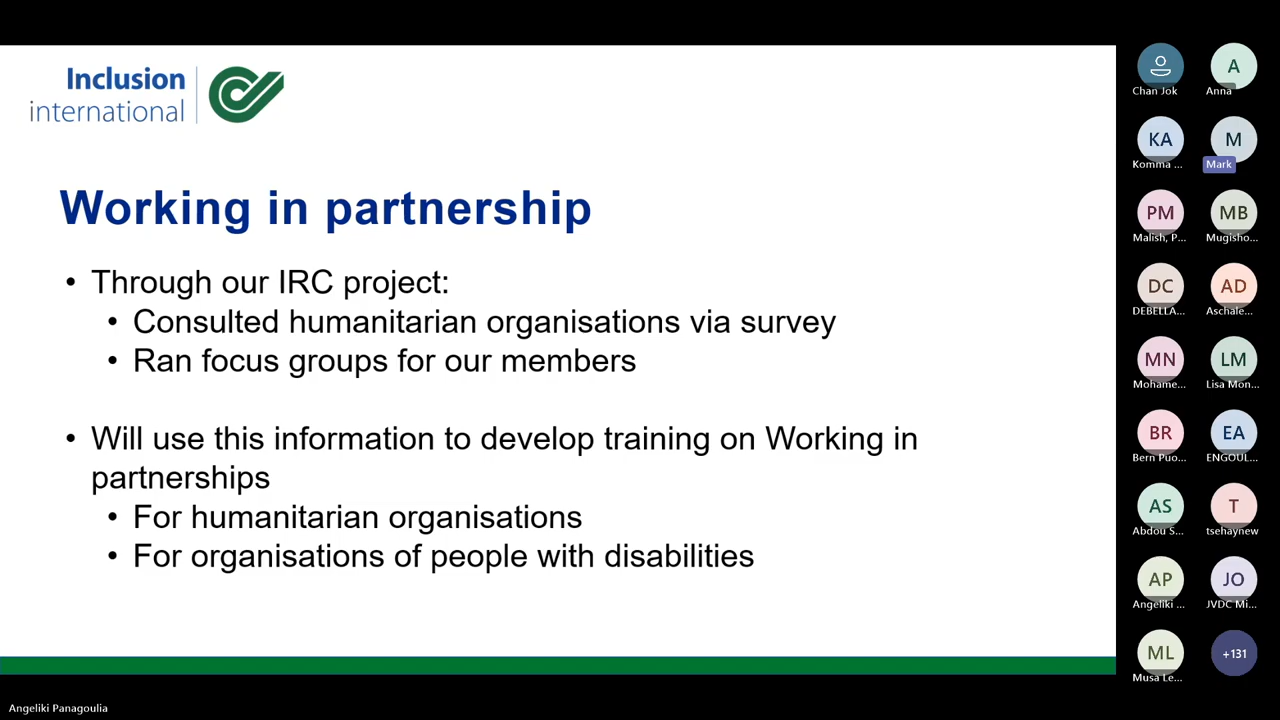 Inclusion
international
Working in partnership
• Through our IRC project:
• Consulted humanitarian organisations via survey
• Ran focus groups for our members
• Will use this information to develop training on Working in
partnerships
• For humanitarian organisations
• For organisations of people with disabilities
Chan Jok
A
Anna
KA
Komma ...
M
Mark
PM
Malish, P...
MB
Mugisho...
DC
DEBELLA...
AD
Aschale...
MN
Mohame...
LM
Lisa Mon...
BR
Bern Puo...
EA
ENGOUL...
AS
Abdou S...
T
tsehaynew
AP
Angeliki ...
JO
JVDC Mi...
ML
Musa Le...
+131
Angeliki Panagoulia